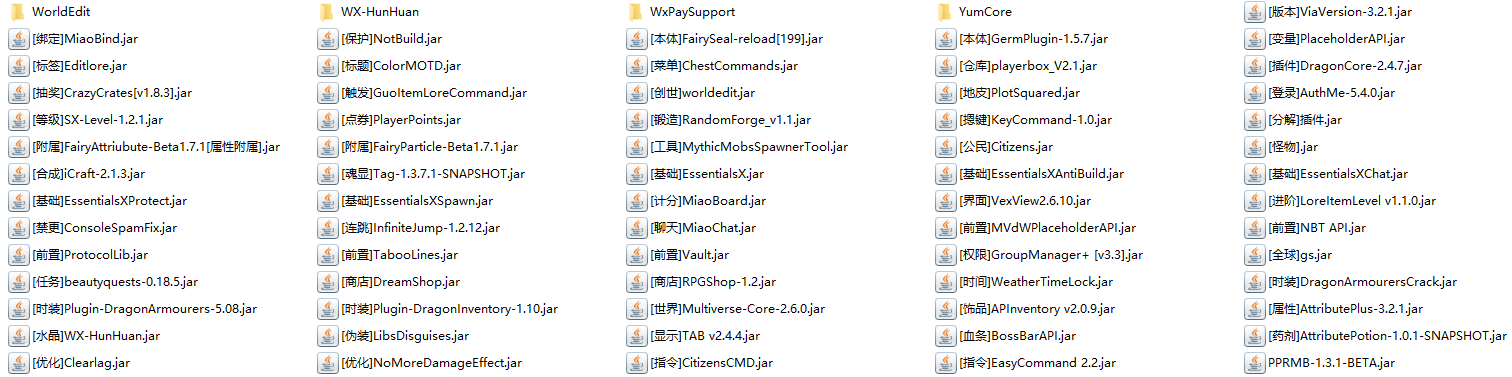 WorldEdit WX-HunHuan WxPaySupport YumCore [版本]ViaVersion-3.2.1.jar
[绑定]MiaoBind.jar [保护]NotBuild.jar [本体]FairySeal-reload[199].jar [本体]GermPlugin-1.5.7.jar [变量]PlaceholderAPI.jar
[标签]Editlore.jar [标题]ColorMOTD.jar [菜单]ChestCommands.jar [仓库]playerbox_V2.1.jar [插件]DragonCore-2.4.7.jar
[抽奖]CrazyCrates[v1.8.3].jar [触发]GuoItemLoreCommand.jar [创世]worldedit.jar [地皮]PlotSquared.jar [登录]AuthMe-5.4.0.jar
[等级]SX-Level-1.2.1.jar [点券]PlayerPoints.jar [锻造]RandomForge_v1.1.jar [摁键]KeyCommand-1.0.jar [分解]插件.jar
[附属]FairyAttriubute-Beta1.7.1[属性附属].jar [附属]FairyParticle-Beta1.7.1.jar [工具]MythicMobsSpawnerTool.jar [公民]Citizens.jar [怪物].jar
[合成]iCraft-2.1.3.jar [魂显]Tag-1.3.7.1-SNAPSHOT.jar [基础]EssentialsX.jar [基础]EssentialsXAntiBuild.jar [基础]EssentialsXChat.jar
[基础]EssentialsXProtect.jar [基础]EssentialsXSpawn.jar [计分]MiaoBoard.jar [界面]VexView2.6.10.jar [进阶]LoreItemLevel v1.1.0.jar
[禁更]ConsoleSpamFix.jar [连跳]InfiniteJump-1.2.12.jar [聊天]MiaoChat.jar [前置]MVdWPlaceholderAPI.jar [前置]NBT API.jar
[前置]ProtocolLib.jar [前置]TabooLines.jar [前置]Vault.jar [权限]GroupManager+ [v3.3].jar [全球]gs.jar
[任务]beautyquests-0.18.5.jar [商店]DreamShop.jar [商店]RPGShop-1.2.jar [时间]WeatherTimeLock.jar [时装]DragonArmourersCrack.jar
[时装]Plugin-DragonArmourers-5.08.jar [时装]Plugin-DragonInventory-1.10.jar [世界]Multiverse-Core-2.6.0.jar [饰品]APInventory v2.0.9.jar [属性]AttributePlus-3.2.1.jar
[水晶]WX-HunHuan.jar [伪装]LibsDisguises.jar [显示]TAB v2.4.4.jar [血条]BossBarAPI.jar [药剂]AttributePotion-1.0.1-SNAPSHOT.jar
[优化]Clearlag.jar [优化]NoMoreDamageEffect.jar [指令]CitizensCMD.jar [指令]EasyCommand 2.2.jar PPRMB-1.3.1-BETA.jar